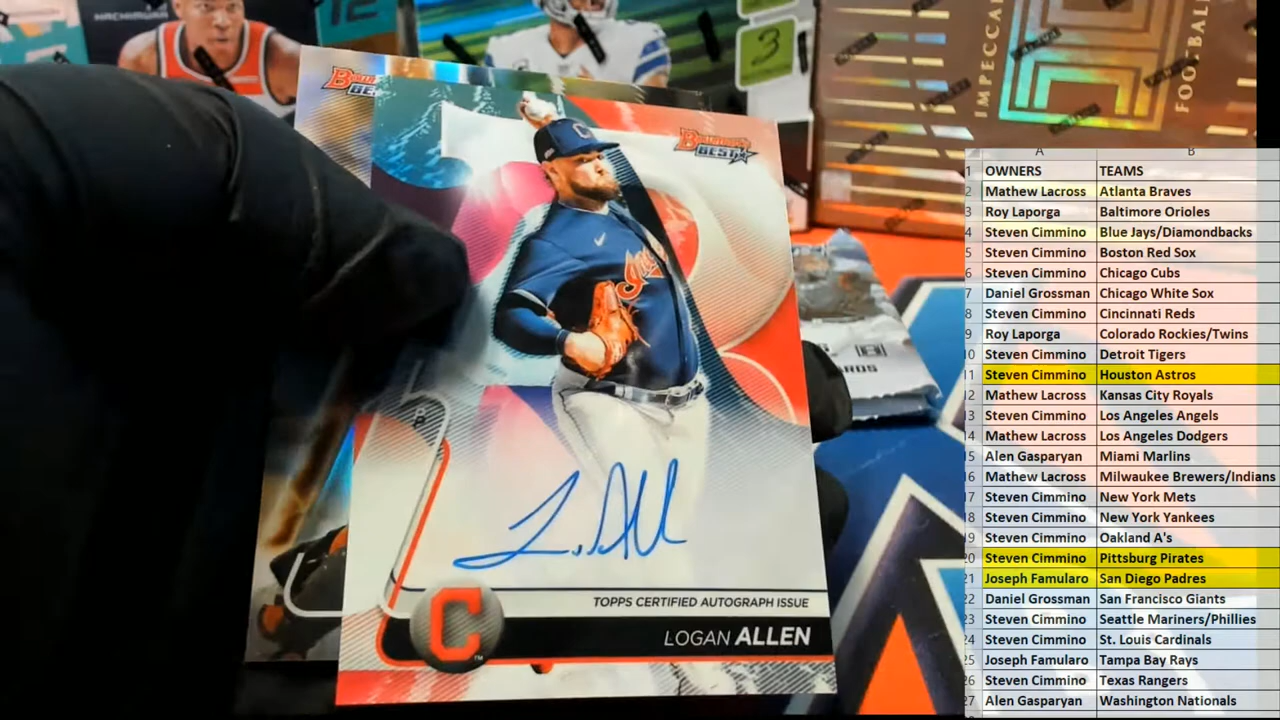 HACHIMURA
12
3
IMPECCAB
FOOTBALL
BOWMAN'S
BEST
Indians
C
TOPPS CERTIFIED AUTOGRAPH ISSUE
LOGAN ALLEN
C
A B
1 OWNERS TEAMS
2 Mathew Lacross Atlanta Braves
3 Roy Laporga Baltimore Orioles
4 Steven Cimmino Blue Jays/Diamondbacks
5 Steven Cimmino Boston Red Sox
6 Steven Cimmino Chicago Cubs
7 Daniel Grossman Chicago White Sox
8 Steven Cimmino Cincinati Reds
9 Roy Laporga Colorado Rockies/Twins
10 Steven Cimmino Detroit Tigers
11 Steven Cimmino Houston Astros
12 Mathew Lacross Kansas City Royals
13 Steven Cimmino Los Angeles Angels
14 Mathew Lacross Los Angeles Dodgers
15 Alen Gasparyan Miami Marlins
16 Mathew Lacross Milwaukee Brewers/Indians
17 Steven Cimmino New York Mets
18 Steven Cimmino New York Yankees
19 Steven Cimmino Oakland A's
20 Steven Cimmino Pittsburg Pirates
21 Joseph Famularo San Diego Padres
22 Daniel Grossman San Francisco Giants
23 Steven Cimmino Seattle Mariners/Phillies
24 Steven Cimmino St. Louis Cardinals
25 Joseph Famularo Tampa Bay Rays
26 Steven Cimmino Texas Rangers
27 Alen Gasparyan Washington Nationals